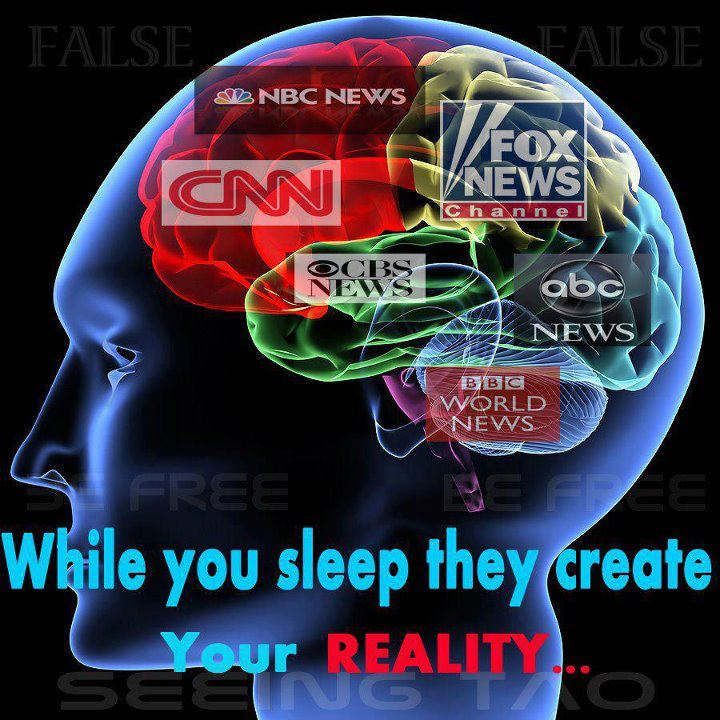 FALSE FALSE
NBC NEWS
FOX
NEWS
Channel
CNN
CBS
NEWS
abc
NEWS
BBC
WORLD
NEWS
BE FREE BE FREE
While you sleep they create
Your REALITY...
SEEING TAO